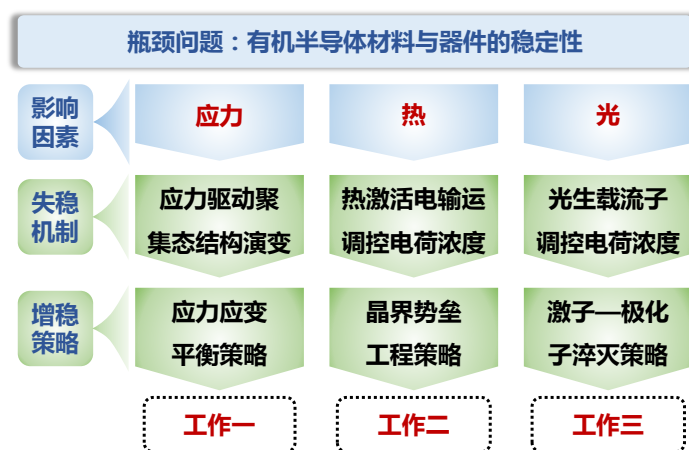 瓶颈问题：有机半导体材料与器件的稳定性
影响
因素
应力
热
光
失稳
机制
应力驱动聚
集态结构演变
热激活电输运
调控电荷浓度
光生载流子
调控电荷浓度
增稳
策略
应力应变
平衡策略
晶界势垒
工程策略
激子—极化
子淬灭策略
工作一
工作二
工作三